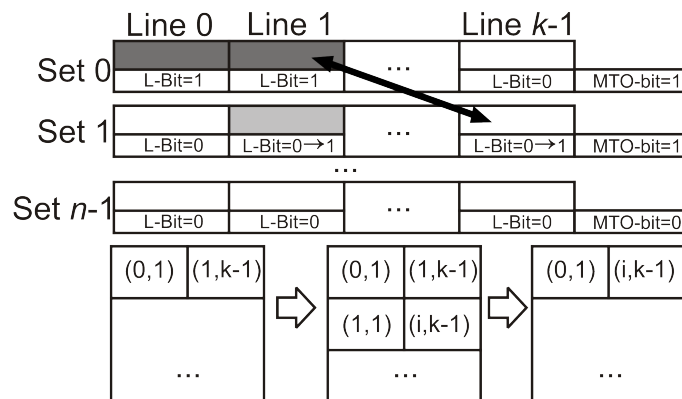 Line 0 Line 1 Line k-1
Set 0 ...
L-Bit=1 L-Bit=1 L-Bit=0 MTO-bit=1
Set 1 ...
L-Bit=0 L-Bit=0→1 L-Bit=0→1 MTO-bit=1
...
Set n-1 ...
L-Bit=0 L-Bit=0 L-Bit=0 MTO-bit=0
(0,1) (1,k-1) (0,1) (1,k-1) (0,1) (i,k-1)
(1,1) (i,k-1)
... ... ...